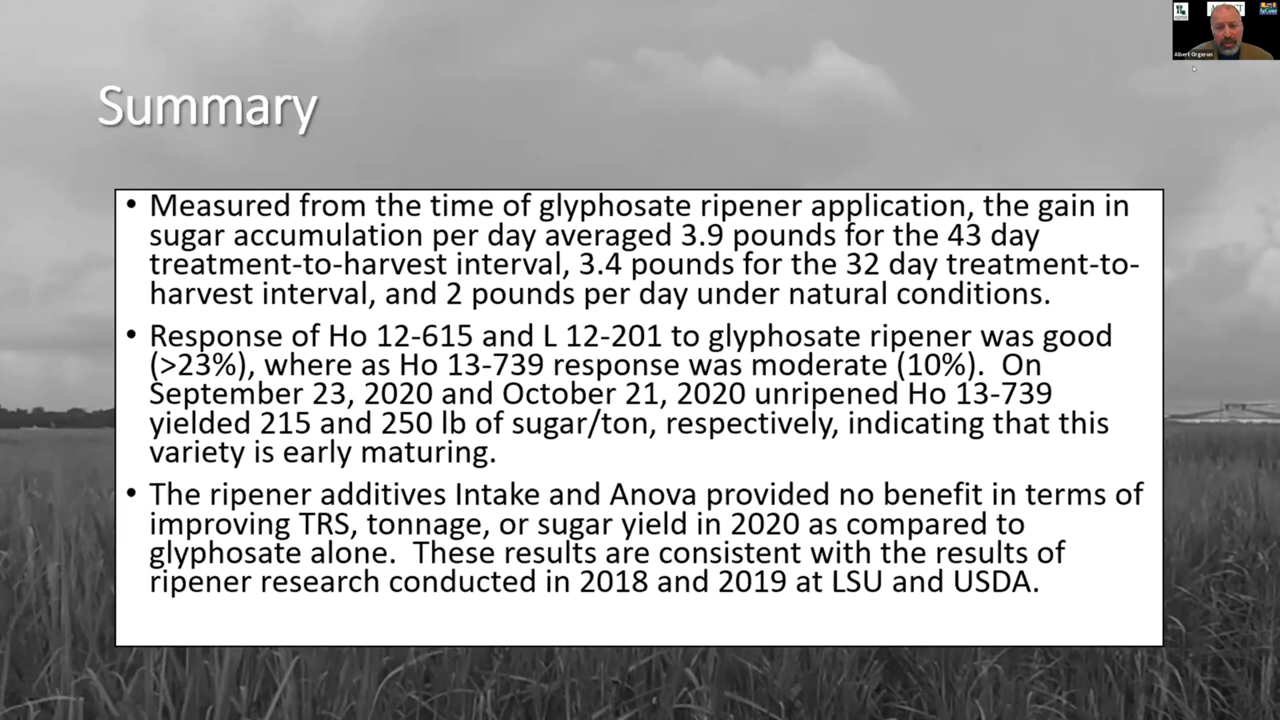 Albert Orgeron
Summary
• Measured from the time of glyphosate ripener application, the gain in
sugar accumulation per day averaged 3.9 pounds for the 43 day
treatment-to-harvest interval, 3.4 pounds for the 32 day treatment-to-
harvest interval, and 2 pounds per day under natural conditions.
• Response of Ho 12-615 and L 12-201 to glyphosate ripener was good
(>23%), where as Ho 13-739 response was moderate (10%).  On
September 23, 2020 and October 21, 2020 unripened Ho 13-739
yielded 215 and 250 lb of sugar/ton, respectively, indicating that this
variety is early maturing.
• The ripener additives Intake and Anova provided no benefit in terms of
improving TRS, tonnage, or sugar yield in 2020 as compared to
glyphosate alone.  These results are consistent with the results of
ripener research conducted in 2018 and 2019 at LSU and USDA.